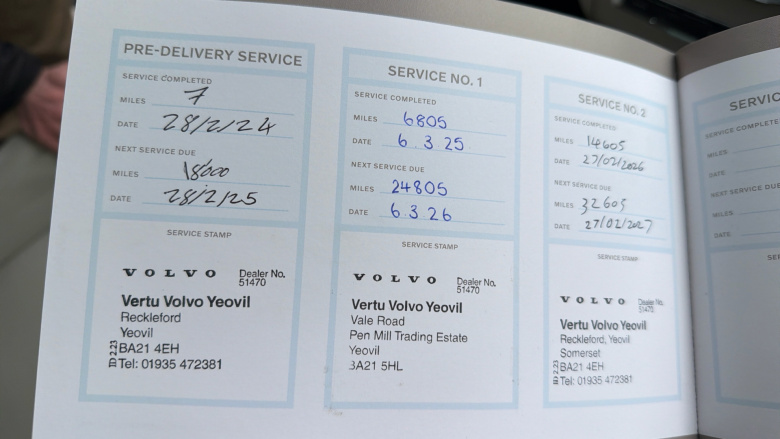 PRE-DELIVERY SERVICE
SERVICE COMPLETED
MILES 7
DATE 28/2/24
NEXT SERVICE DUE
MILES 18000
DATE 28/2/25
SERVICE STAMP
VOLVO Dealer No.
51470
Vertu Volvo Yeovil
Reckleford
Yeovil
BA21 4EH
Tel: 01935 472381
SERVICE NO. 1
SERVICE COMPLETED
MILES 6805
DATE 6.3.25
NEXT SERVICE DUE
MILES 24805
DATE 6.3.26
SERVICE STAMP
VOLVO Dealer No.
51470
Vertu Volvo Yeovil
Vale Road
Pen Mill Trading Estate
Yeovil
3A21 5HL
SERVICE NO. 2
SERVICE COMPLETED
MILES 14605
DATE 27/02/2026
NEXT SERVICE DUE
MILES 32605
DATE 27/02/2027
SERVICE STAMP
VOLVO Dealer No.
51470
Vertu Volvo Yeovil
Reckleford, Yeovil
Somerset
BA21 4EH
Tel: 01935 472381
SERVIC
SERVICE COMPLETE
MILES
DATE
NEXT SERVICE DUE
MILES
DATE
SE